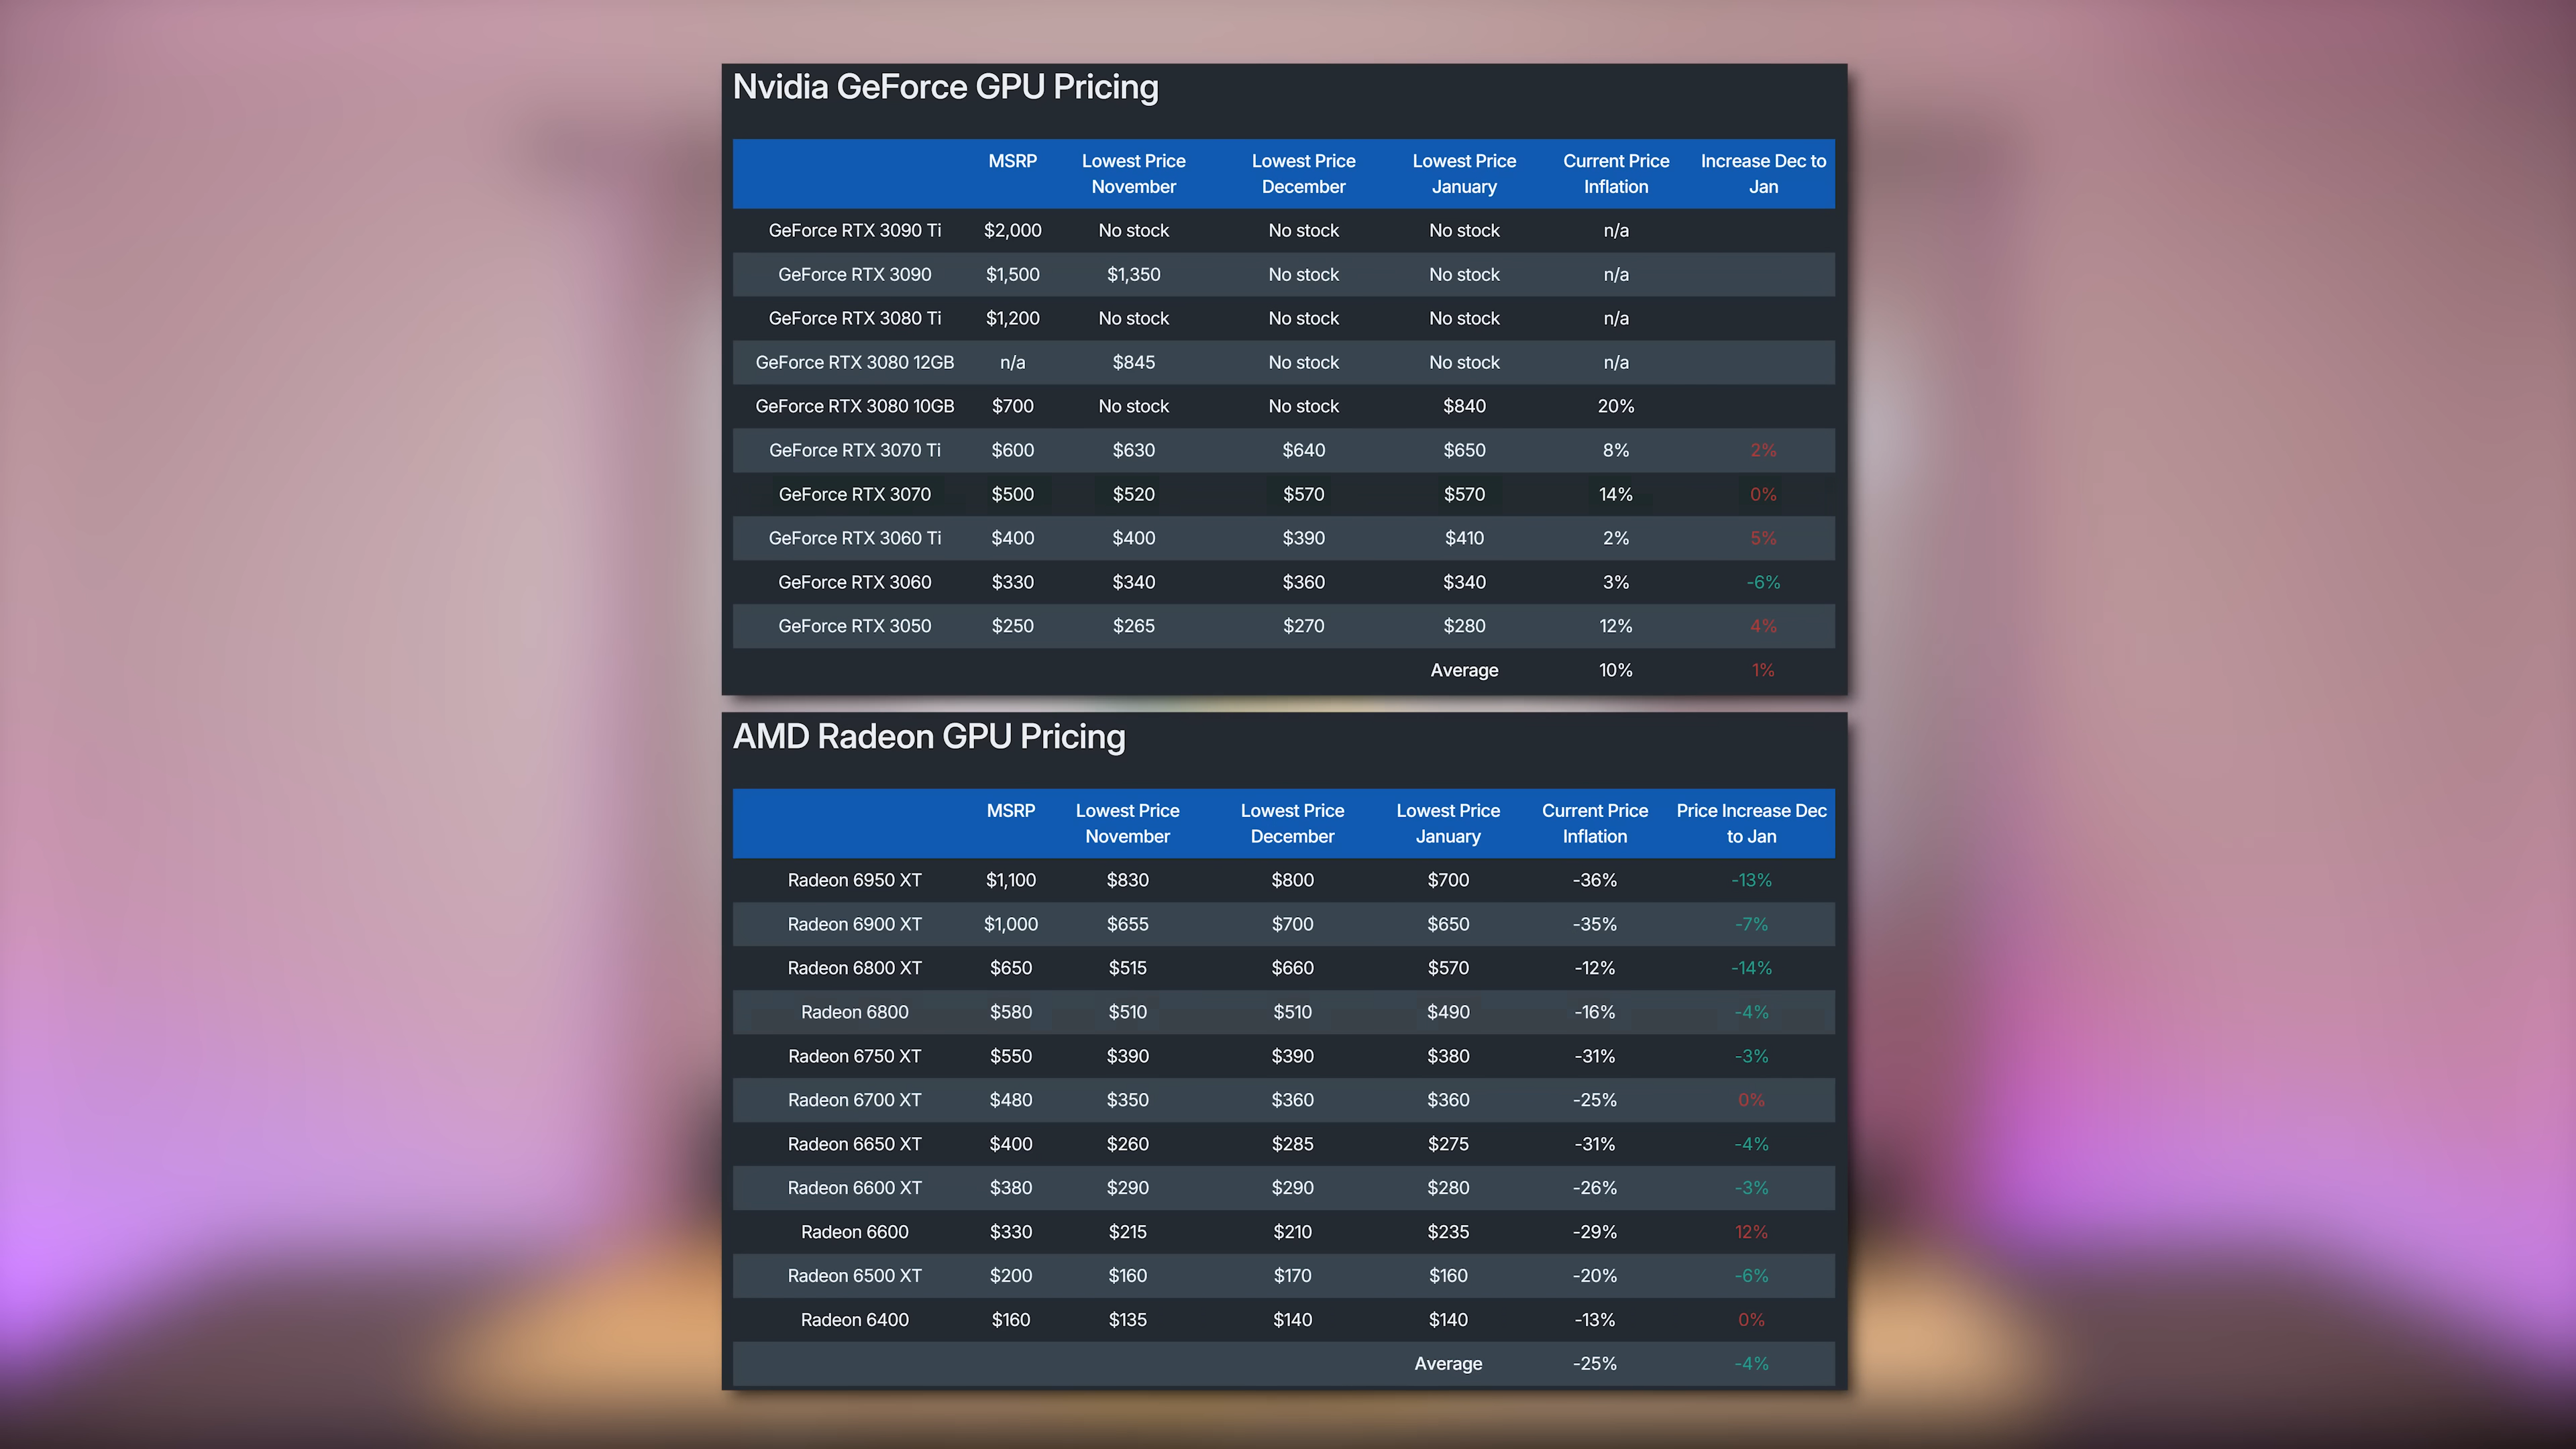 Nvidia GeForce GPU Pricing
MSRP Lowest Price November Lowest Price December Lowest Price January Current Price Inflation Increase Dec to Jan
GeForce RTX 3090 Ti $2,000 No stock No stock No stock n/a
GeForce RTX 3090 $1,500 $1,350 No stock No stock n/a
GeForce RTX 3080 Ti $1,200 No stock No stock No stock n/a
GeForce RTX 3080 12GB n/a $845 No stock No stock n/a
GeForce RTX 3080 10GB $700 No stock No stock $840 20%
GeForce RTX 3070 Ti $600 $630 $640 $650 8% 2%
GeForce RTX 3070 $500 $520 $570 $570 14% 0%
GeForce RTX 3060 Ti $400 $400 $390 $410 2% 5%
GeForce RTX 3060 $330 $340 $360 $340 3% -6%
GeForce RTX 3050 $250 $265 $270 $280 12% 4%
Average 10% 1%
AMD Radeon GPU Pricing
MSRP Lowest Price November Lowest Price December Lowest Price January Current Price Inflation Price Increase Dec to Jan
Radeon 6950 XT $1,100 $830 $800 $700 -36% -13%
Radeon 6900 XT $1,000 $655 $700 $650 -35% -7%
Radeon 6800 XT $650 $515 $660 $570 -12% -14%
Radeon 6800 $580 $510 $510 $490 -16% -4%
Radeon 6750 XT $550 $390 $390 $380 -31% -3%
Radeon 6700 XT $480 $350 $360 $360 -25% 0%
Radeon 6650 XT $400 $260 $285 $275 -31% -4%
Radeon 6600 XT $380 $290 $290 $280 -26% -3%
Radeon 6600 $330 $215 $210 $235 -29% 12%
Radeon 6500 XT $200 $160 $170 $160 -20% -6%
Radeon 6400 $160 $135 $140 $140 -13% 0%
Average -25% -4%